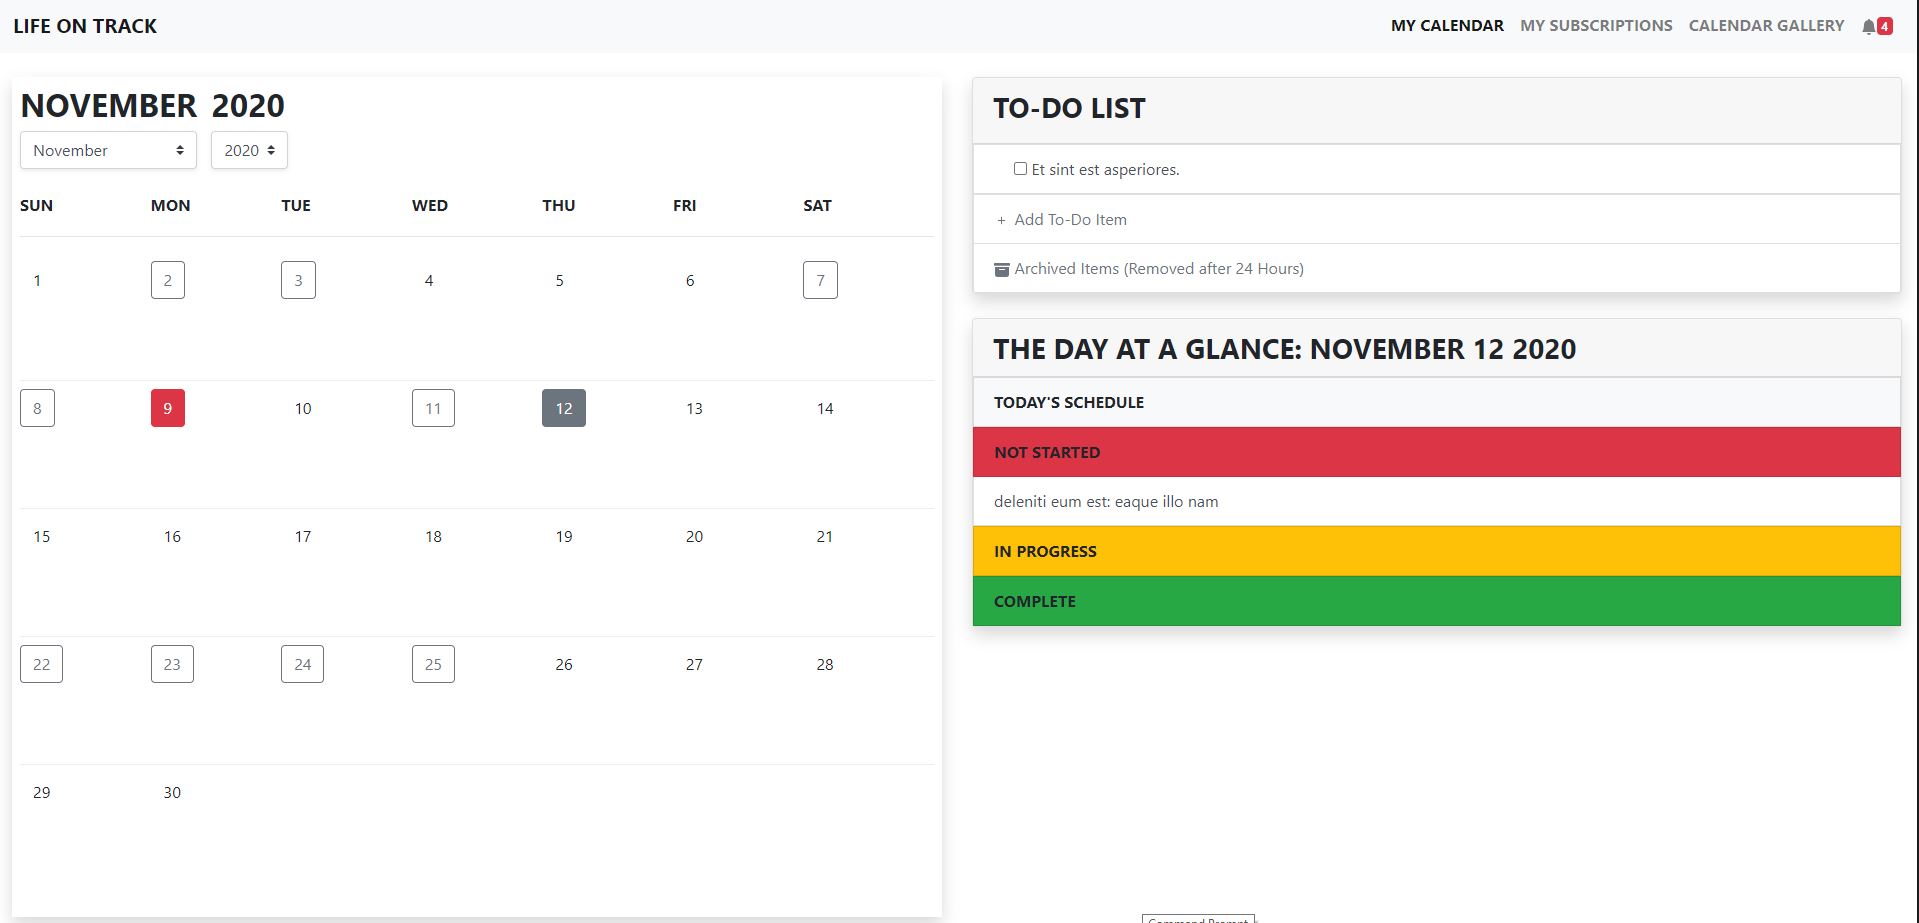 LIFE ON TRACK
MY CALENDAR MY SUBSCRIPTIONS CALENDAR GALLERY 4
NOVEMBER 2020
November 2020
SUN MON TUE WED THU FRI SAT
1 2 3 4 5 6 7
8 9 10 11 12 13 14
15 16 17 18 19 20 21
22 23 24 25 26 27 28
29 30
TO-DO LIST
Et sint est asperiores.
+ Add To-Do Item
Archived Items (Removed after 24 Hours)
THE DAY AT A GLANCE: NOVEMBER 12 2020
TODAY'S SCHEDULE
NOT STARTED
deleniti eum est: eaque illo nam
IN PROGRESS
COMPLETE
Command Prompt